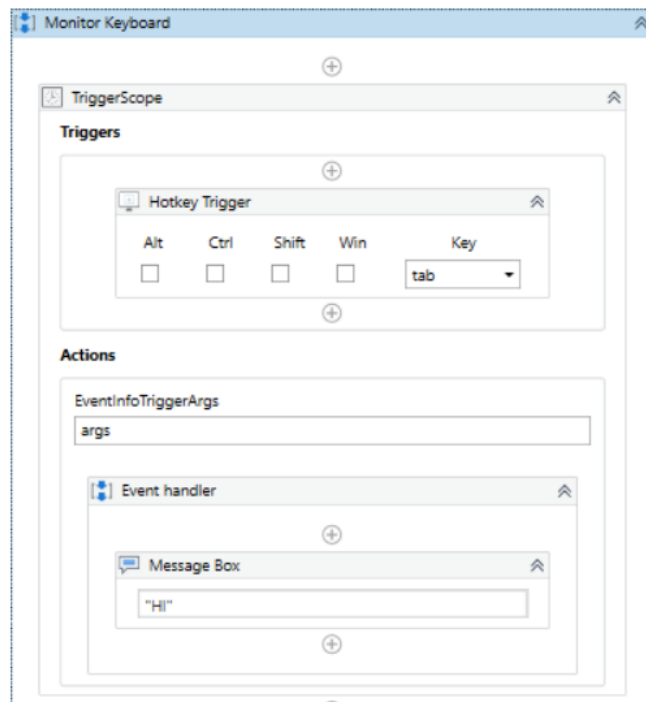 Monitor Keyboard
TriggerScope
Triggers
Hotkey Trigger
Alt Ctrl Shift Win Key
tab
Actions
EventInfoTriggerArgs
args
Event handler
Message Box
"HI"